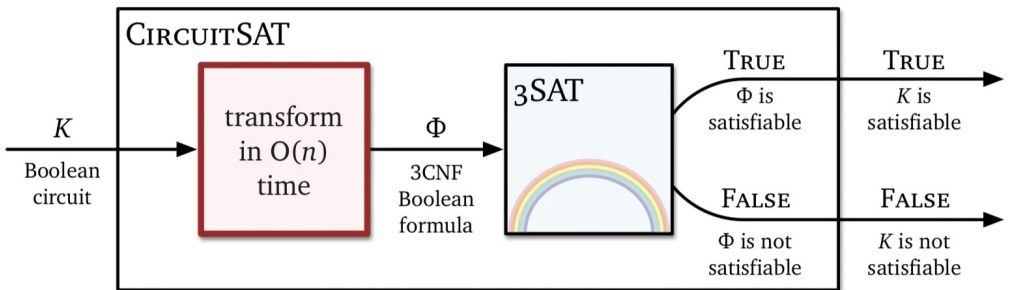 CIRCUITSAT
K
Boolean
circuit
transform
in O(n)
time
Φ
3CNF
Boolean
formula
3SAT
TRUE
Φ is
satisfiable
TRUE
K is
satisfiable
FALSE
Φ is not
satisfiable
FALSE
K is not
satisfiable